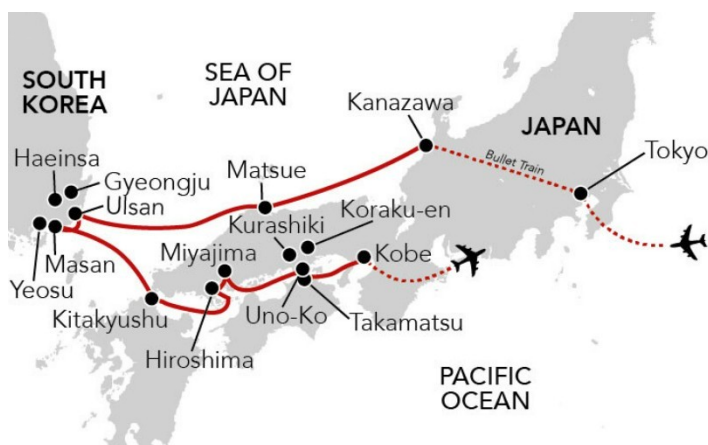 SOUTH
KOREA
SEA OF
JAPAN
Kanazawa
JAPAN
Bullet Train
Tokyo
Haeinsa
Gyeongju
Ulsan
Matsue
Kurashiki
Koraku-en
Miyajima
Kobe
Masan
Yeosu
Kitakyushu
Uno-Ko
Takamatsu
Hiroshima
PACIFIC
OCEAN